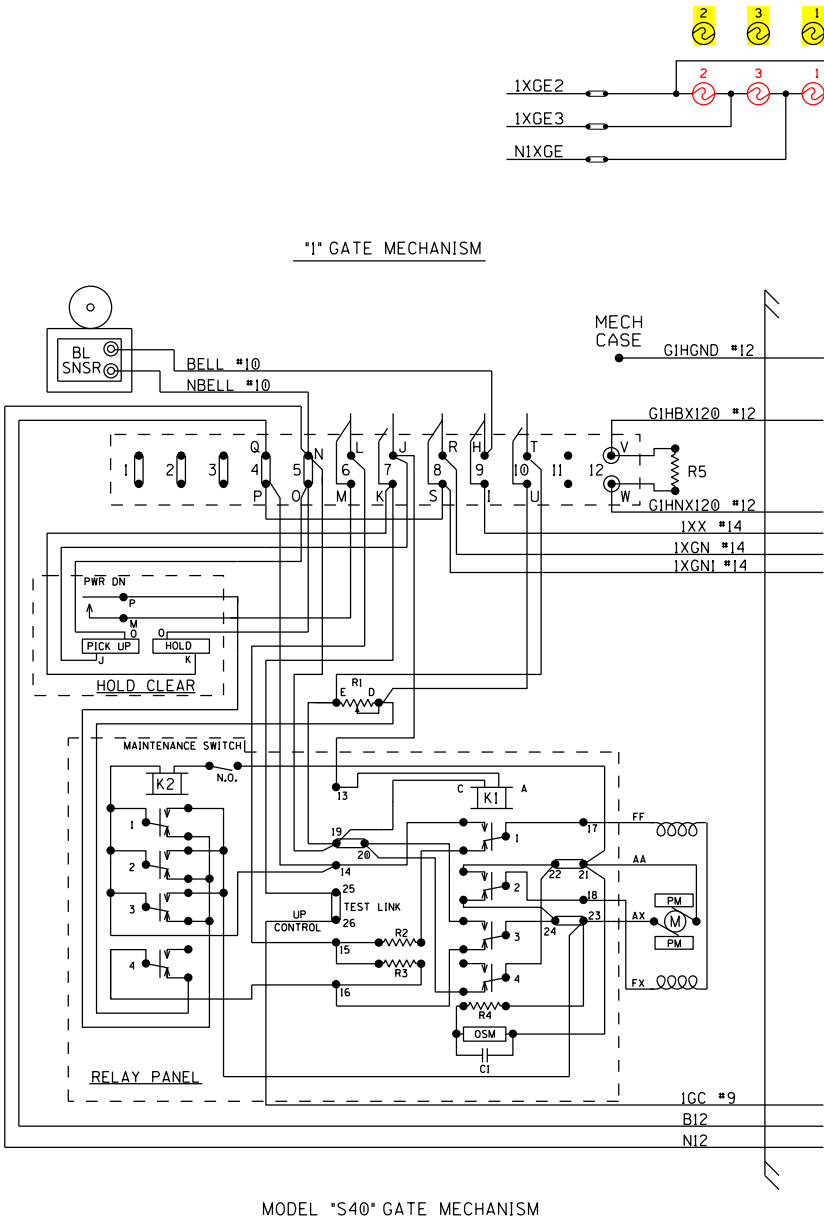 2 3 1
1XGE2 2 3 1
1XGE3
N1XGE
"1" GATE MECHANISM
MECH
CASE
BL
SNSR
G1HGND #12
BELL #10
NBELL #10
G1HBX120 #12
Q N L J R H T V
1 2 3 4 5 6 7 8 9 10 11 12 R5
P O M K S I U W
G1HNX120 #12
1XX #14
1XGN #14
1XGN1 #14
PWR DN
P
M
O O
PICK UP HOLD
J K
HOLD CLEAR
R1
E D
MAINTENANCE SWITCH
N.O.
K2
13
C K1 A
1
19
20
1
17
FF
2
14
22 21
AA
3
25
TEST LINK
26
UP
CONTROL
2
18
PM
M
PM
AX
24 23
R2
15
3
4
R3
16
4
FX
R4
OSM
C1
RELAY PANEL
1GC #9
B12
N12
MODEL "S40" GATE MECHANISM